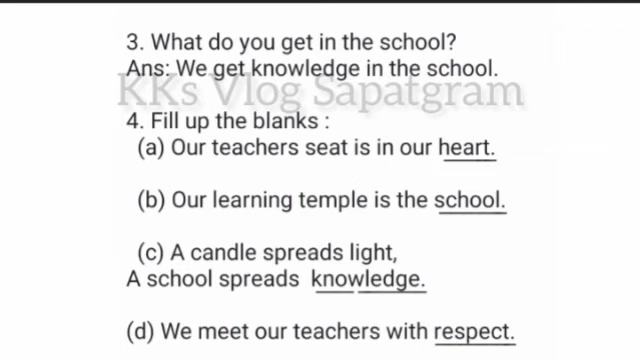 3. What do you get in the school?
Ans: We get knowledge in the school.
KKs Vlog Sapatgram
4. Fill up the blanks :
(a) Our teachers seat is in our heart.
(b) Our learning temple is the school.
(c) A candle spreads light,
A school spreads knowledge.
(d) We meet our teachers with respect.